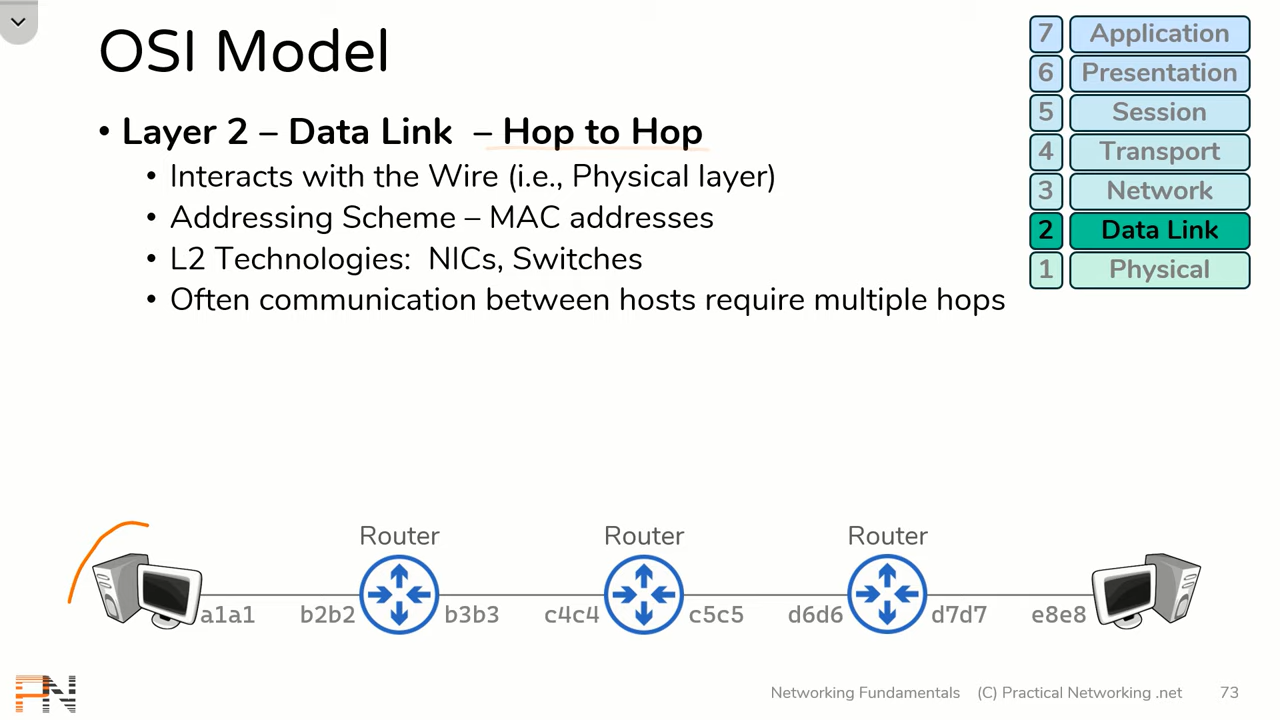 OSI Model
• Layer 2 – Data Link – Hop to Hop
• Interacts with the Wire (i.e., Physical layer)
• Addressing Scheme – MAC addresses
• L2 Technologies: NICs, Switches
• Often communication between hosts require multiple hops
7 Application
6 Presentation
5 Session
4 Transport
3 Network
2 Data Link
1 Physical
Router Router Router
a1a1 b2b2 b3b3 c4c4 c5c5 d6d6 d7d7 e8e8
PN
Networking Fundamentals (C) Practical Networking .net 73